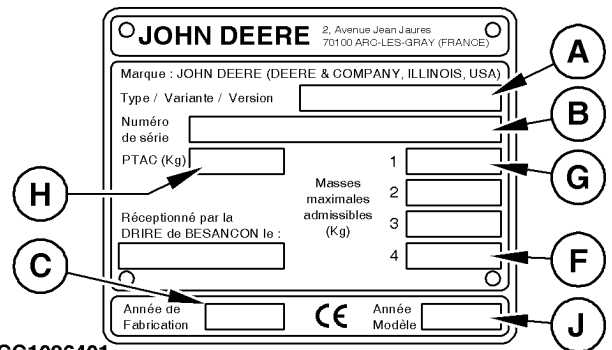 JOHN DEERE
2, Avenue Jean Jaures
70100 ARC-LES-GRAY (FRANCE)
Marque : JOHN DEERE (DEERE & COMPANY, ILLINOIS, USA)
A
Type / Variante / Version
B
Numéro
de série
PTAC (Kg)
1
G
H
Masses
maximales
admissibles
(Kg)
2
3
4
Réceptionné par la
DRIRE de BESANCON le :
F
C
Année de
Fabrication
CE
Année
Modèle
J